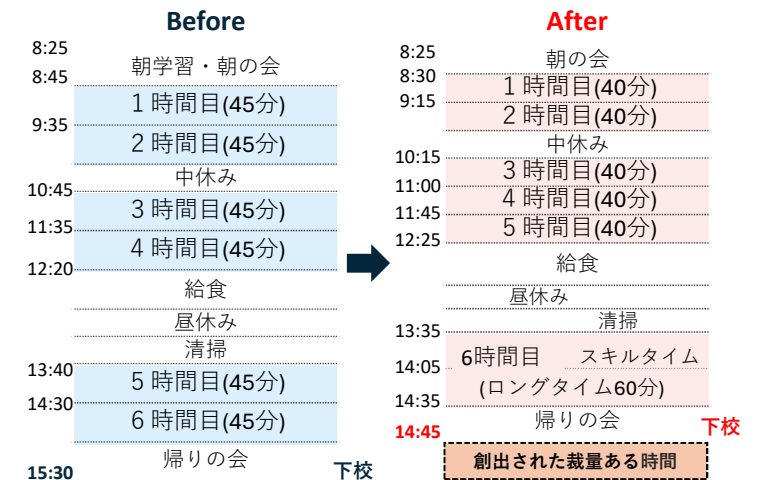 Before
8:25
朝学習・朝の会
8:45
1時間目(45分)
9:35
2時間目(45分)
中休み
10:45
3時間目(45分)
11:35
4時間目(45分)
12:20
給食
昼休み
清掃
13:40
5時間目(45分)
14:30
6時間目(45分)
帰りの会
15:30
下校
After
8:25
朝の会
8:30
1時間目(40分)
9:15
2時間目(40分)
中休み
10:15
3時間目(40分)
11:00
4時間目(40分)
11:45
5時間目(40分)
12:25
給食
昼休み
清掃
13:35
6時間目 スキルタイム
14:05
(ロングタイム60分)
14:35
帰りの会
14:45
下校
創出された裁量ある時間